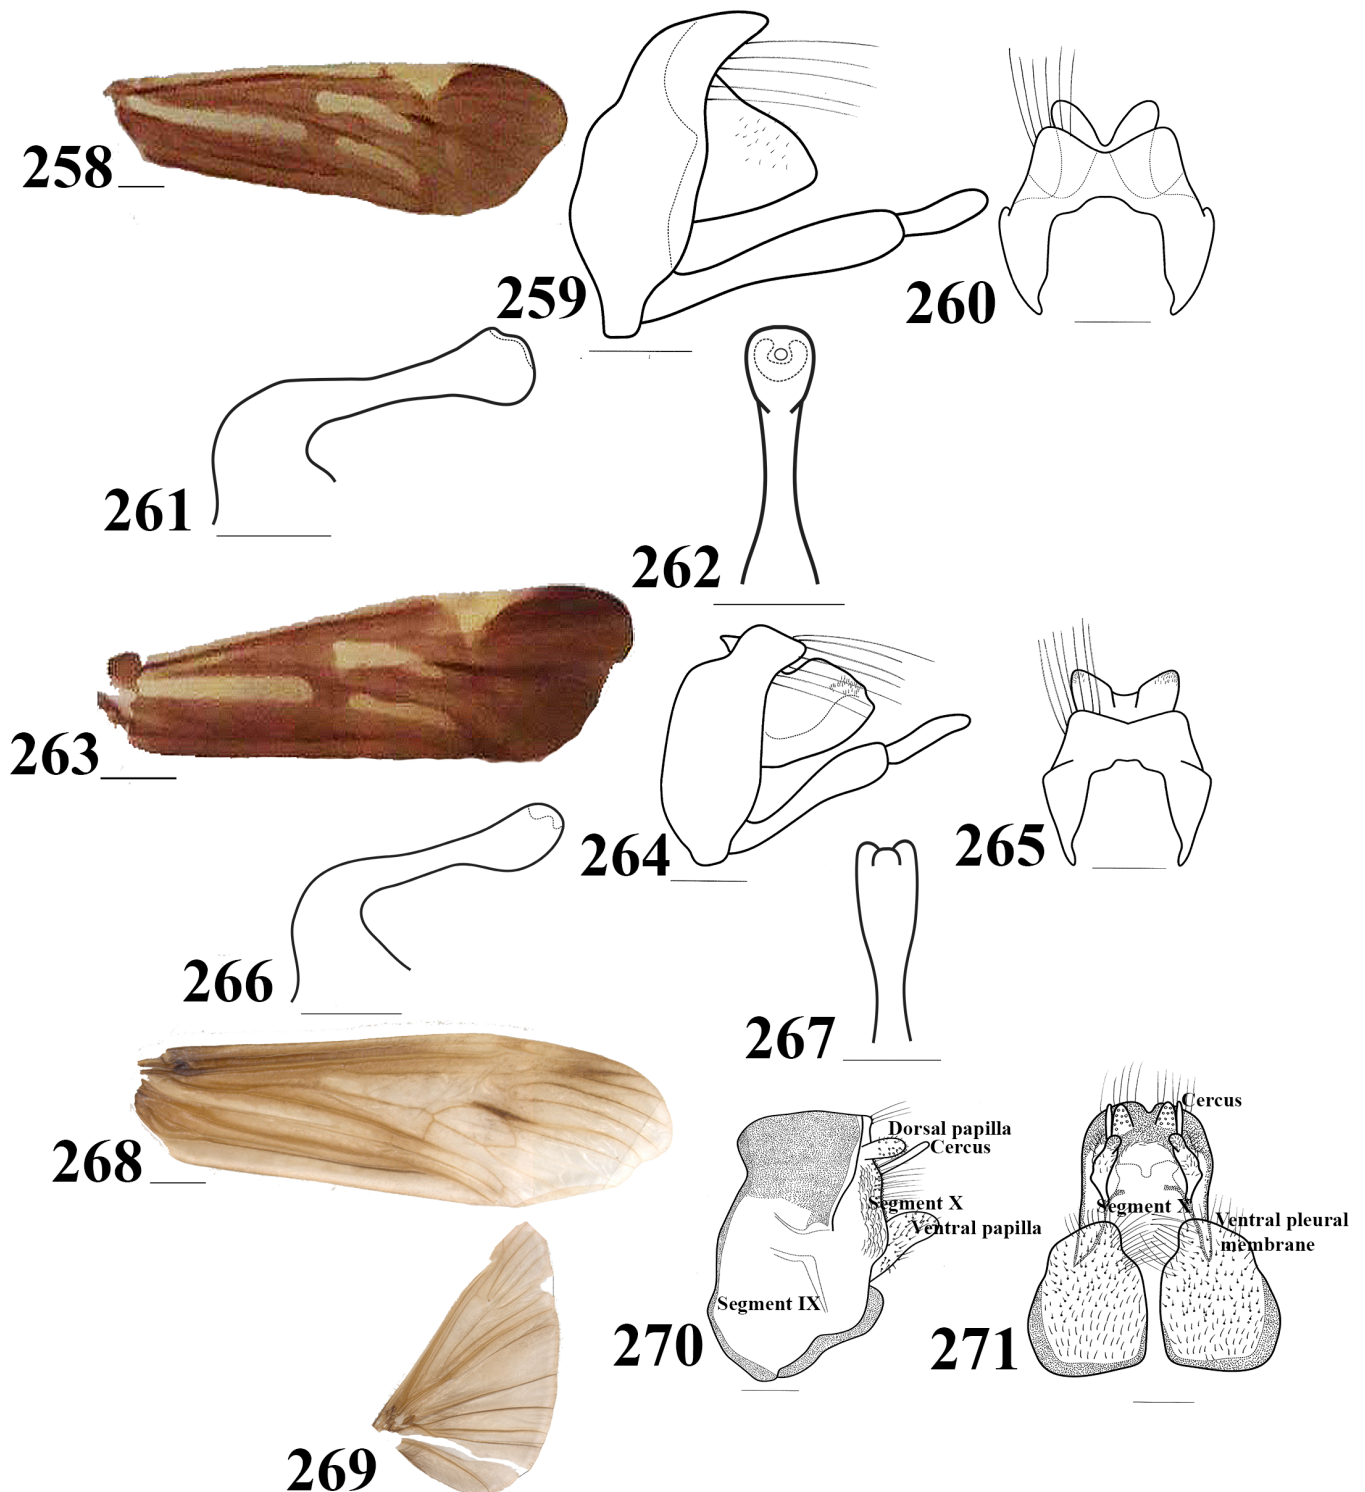 258
259
260
261
262
263
264
265
266
267
268
Dorsal papilla
Cercus
Segment X
Ventral papilla
Segment IX
270
Cercus
Segment X
Ventral pleural
membrane
271
269